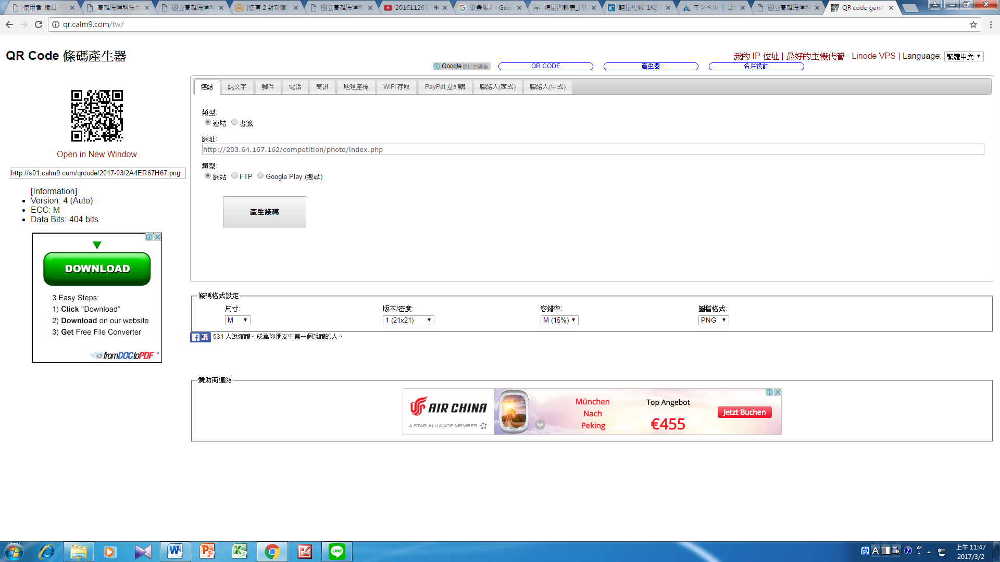 使用者-職員
高雄海洋科技大
國立高雄海洋科
(您有 2 封新信)
國立高雄海洋科
20161126
緊急帳+ - Goo
院區門診表_門
輕量化帳-1Kg
モンベル | 店
國立高雄海洋科
QR code gene
qr.calm9.com/tw/
QR Code 條碼產生器
我的 IP 位址 | 最好的主機代管 - Linode VPS | Language: 繁體中文
Google 提供的廣告
QR CODE
產生器
名片設計
連結
純文字
郵件
電話
簡訊
地理座標
WIFI 存取
PayPal 立即購
聯絡人(西式)
聯絡人(中式)
Open in New Window
http://s01.calm9.com/qrcode/2017-03/2A4ER67H67.png
[Information]
Version: 4 (Auto)
ECC: M
Data Bits: 404 bits
類型:
連結 書籤
網址:
http://203.64.167.162/competition/photo/index.php
類型:
網站 FTP Google Play (搜尋)
產生條碼
DOWNLOAD
3 Easy Steps:
1) Click "Download"
2) Download on our website
3) Get Free File Converter
fromDOCtoPDF™
條碼格式設定
尺寸: 版本/密度: 容錯率: 圖檔格式:
M 1 (21x21) M (15%) PNG
讚 531 人說這讚。成為你朋友中第一個說讚的人。
贊助商連結
AIR CHINA
A STAR ALLIANCE MEMBER
München
Nach
Peking
Top Angebot
€455
Jetzt Buchen
LINE
上午 11:47
2017/3/2